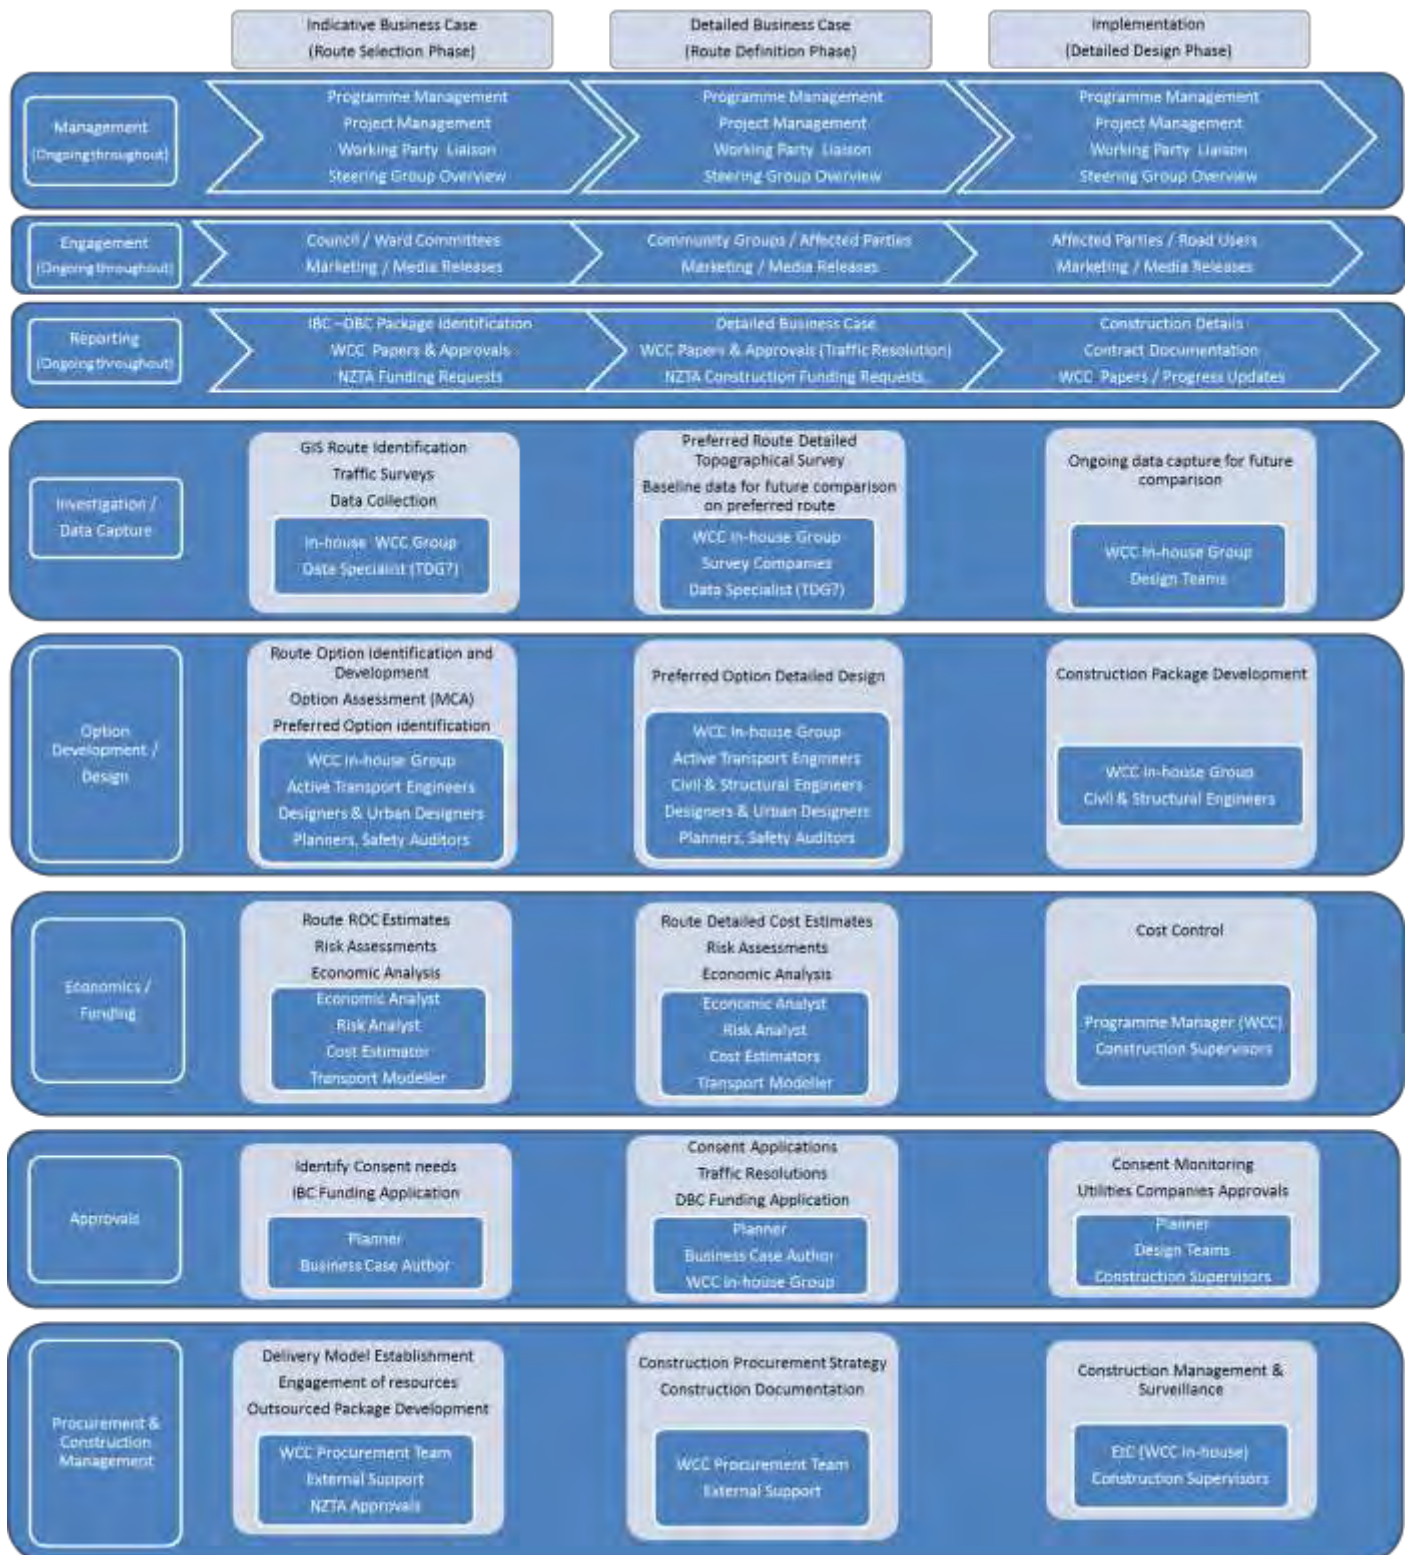 Indicative Business Case
(Route Selection Phase)
Detailed Business Case
(Route Definition Phase)
Implementation
(Detailed Design Phase)
Management
(Ongoing throughout)
Programme Management
Project Management
Working Party Liaison
Steering Group Overview
Programme Management
Project Management
Working Party Liaison
Steering Group Overview
Programme Management
Project Management
Working Party Liaison
Steering Group Overview
Engagement
(Ongoing throughout)
Council / Ward Committees
Marketing / Media Releases
Community Groups / Affected Parties
Marketing / Media Releases
Affected Parties / Road Users
Marketing / Media Releases
Reporting
(Ongoing throughout)
IBC –DBC Package Identification
WCC Papers & Approvals
NZTA Funding Requests
Detailed Business Case
WCC Papers & Approvals (Traffic Resolution)
NZTA Construction Funding Requests
Construction Details
Contract Documentation
WCC Papers / Progress Updates
Investigation /
Data Capture
GIS Route Identification
Traffic Surveys
Data Collection
In-house WCC Group
Data Specialist (TDG?)
Preferred Route Detailed
Topographical Survey
Baseline data for future comparison
on preferred route
WCC In-house Group
Survey Companies
Data Specialist (TDG?)
Ongoing data capture for future
comparison
WCC In-house Group
Design Teams
Option
Development /
Design
Route Option Identification and
Development
Option Assessment (MCA)
Preferred Option identification
WCC In-house Group
Active Transport Engineers
Designers & Urban Designers
Planners, Safety Auditors
Preferred Option Detailed Design
WCC In-house Group
Active Transport Engineers
Civil & Structural Engineers
Designers & Urban Designers
Planners, Safety Auditors
Construction Package Development
WCC In-house Group
Civil & Structural Engineers
Economics /
Funding
Route ROC Estimates
Risk Assessments
Economic Analysis
Economic Analyst
Risk Analyst
Cost Estimator
Transport Modeller
Route Detailed Cost Estimates
Risk Assessments
Economic Analysis
Economic Analyst
Risk Analyst
Cost Estimators
Transport Modeller
Cost Control
Programme Manager (WCC)
Construction Supervisors
Approvals
Identify Consent needs
IBC Funding Application
Planner
Business Case Author
Consent Applications
Traffic Resolutions
DBC Funding Application
Planner
Business Case Author
WCC In-house Group
Consent Monitoring
Utilities Companies Approvals
Planner
Design Teams
Construction Supervisors
Procurement &
Construction
Management
Delivery Model Establishment
Engagement of resources
Outsourced Package Development
WCC Procurement Team
External Support
NZTA Approvals
Construction Procurement Strategy
Construction Documentation
WCC Procurement Team
External Support
Construction Management &
Surveillance
EtC (WCC In-house)
Construction Supervisors